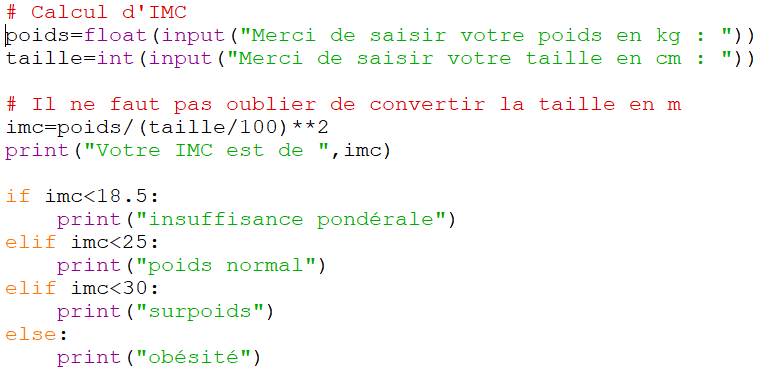 # Calcul d'IMC
poids=float(input("Merci de saisir votre poids en kg : "))
taille=int(input("Merci de saisir votre taille en cm : "))
# Il ne faut pas oublier de convertir la taille en m
imc=poids/(taille/100)**2
print("Votre IMC est de ",imc)
if imc<18.5:
    print("insuffisance pondérale")
elif imc<25:
    print("poids normal")
elif imc<30:
    print("surpoids")
else:
    print("obésité")